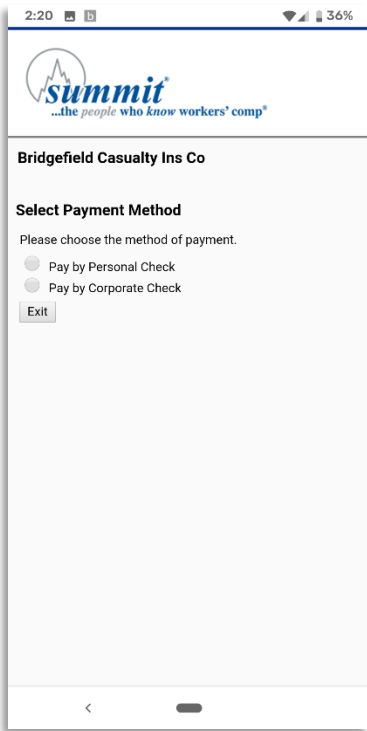 2:20 b 36%
summit®
...the people who know workers' comp®
Bridgefield Casualty Ins Co
Select Payment Method
Please choose the method of payment.
Pay by Personal Check
Pay by Corporate Check
Exit